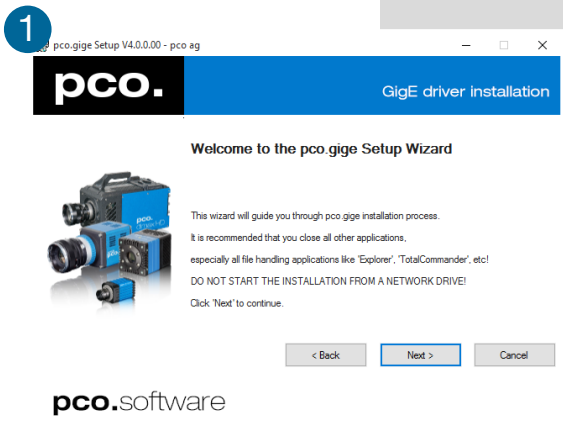 1
pco.gige Setup V4.0.0.00 - pco ag
pco.
GigE driver installation
Welcome to the pco.gige Setup Wizard
pco.
dimax HD
This wizard will guide you through pco.gige installation process.
It is recommended that you close all other applications,
especially all file handling applications like 'Explorer', 'TotalCommander', etc!
DO NOT START THE INSTALLATION FROM A NETWORK DRIVE!
Click 'Next' to continue.
< Back
Next >
Cancel
pco.software